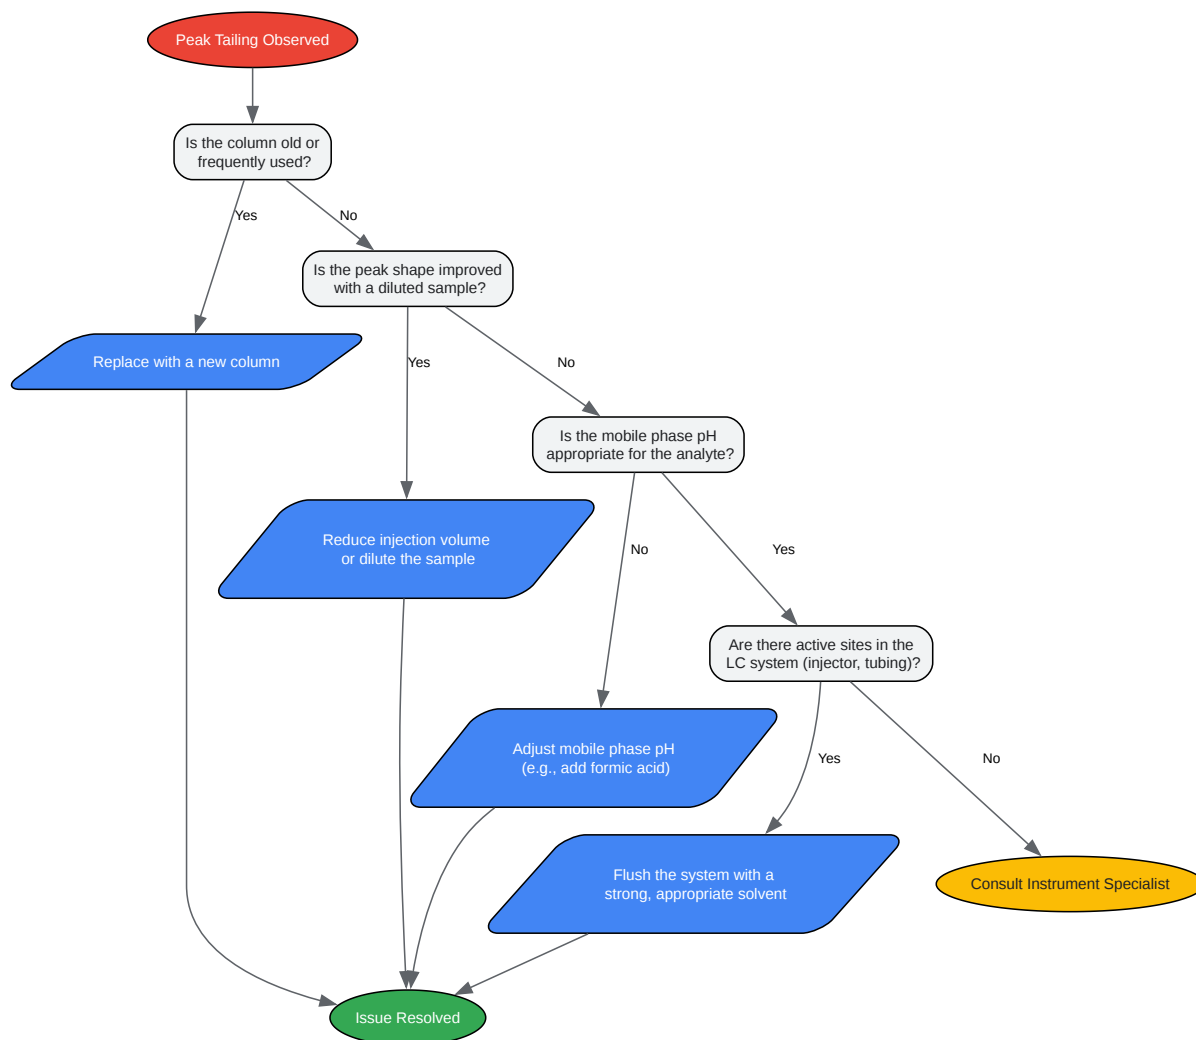 Peak Tailing Observed
Is the column old or
frequently used?
Yes
No
Is the peak shape improved
with a diluted sample?
Replace with a new column
Yes
No
Is the mobile phase pH
appropriate for the analyte?
Reduce injection volume
or dilute the sample
No
Yes
Are there active sites in the
LC system (injector, tubing)?
Adjust mobile phase pH
(e.g., add formic acid)
Yes
No
Flush the system with a
strong, appropriate solvent
Consult Instrument Specialist
Issue Resolved